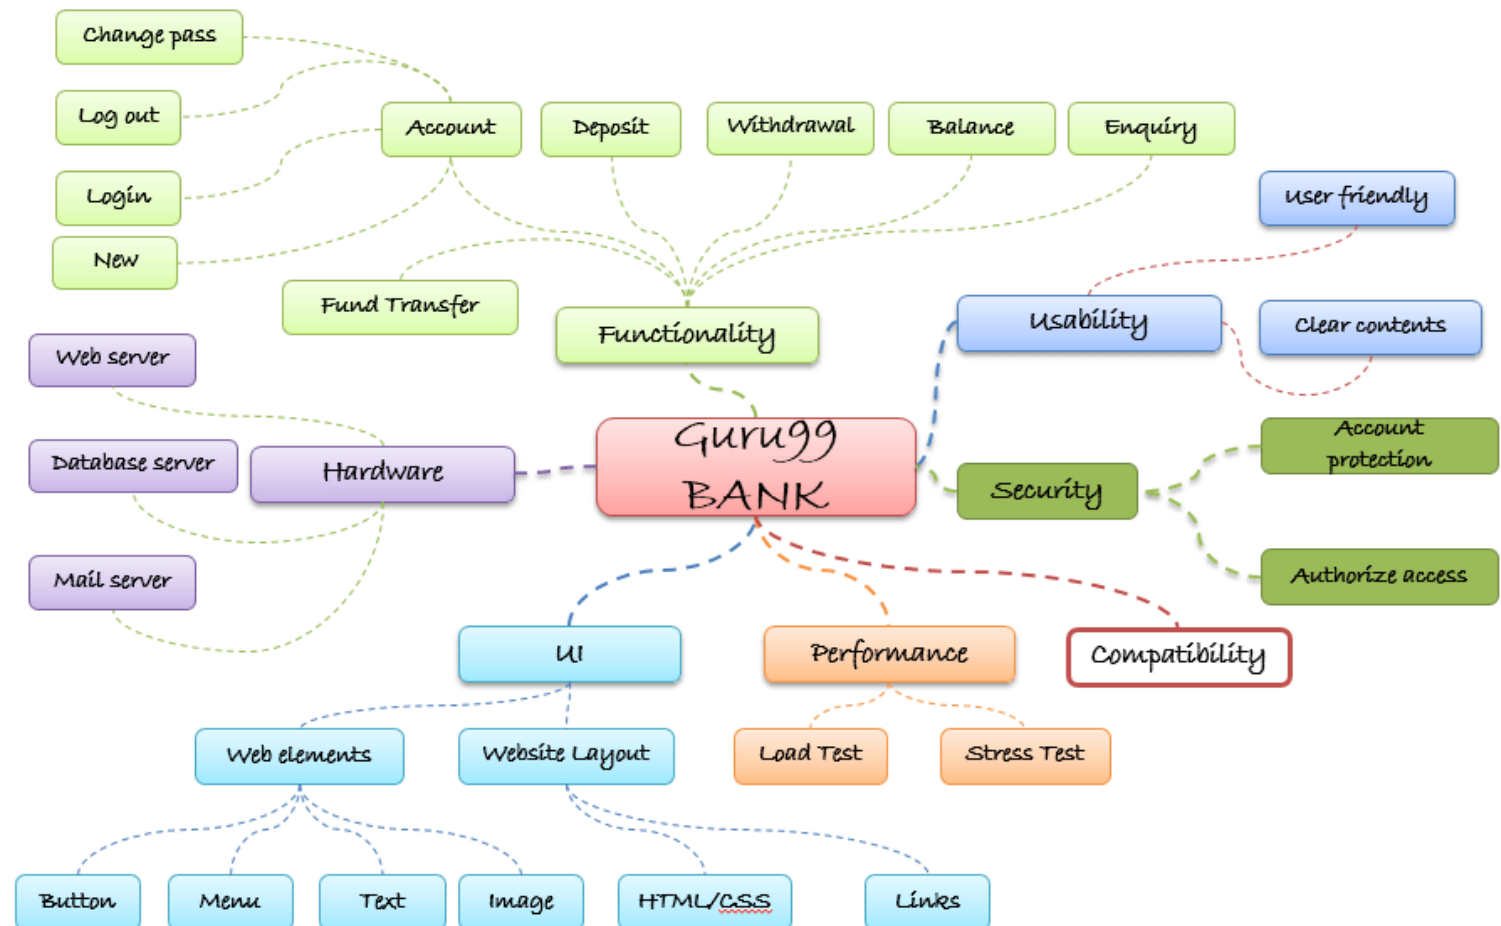 Change pass
Log out
Account
Deposit
Withdrawal
Balance
Enquiry
Login
User friendly
New
Fund Transfer
Functionality
Usability
Clear contents
Web server
Guru99
BANK
Account
protection
Database server
Hardware
Security
Mail server
Authorize access
UI
Performance
Compatibility
Web elements
Website Layout
Load Test
Stress Test
Button
Menu
Text
Image
HTML/CSS
Links